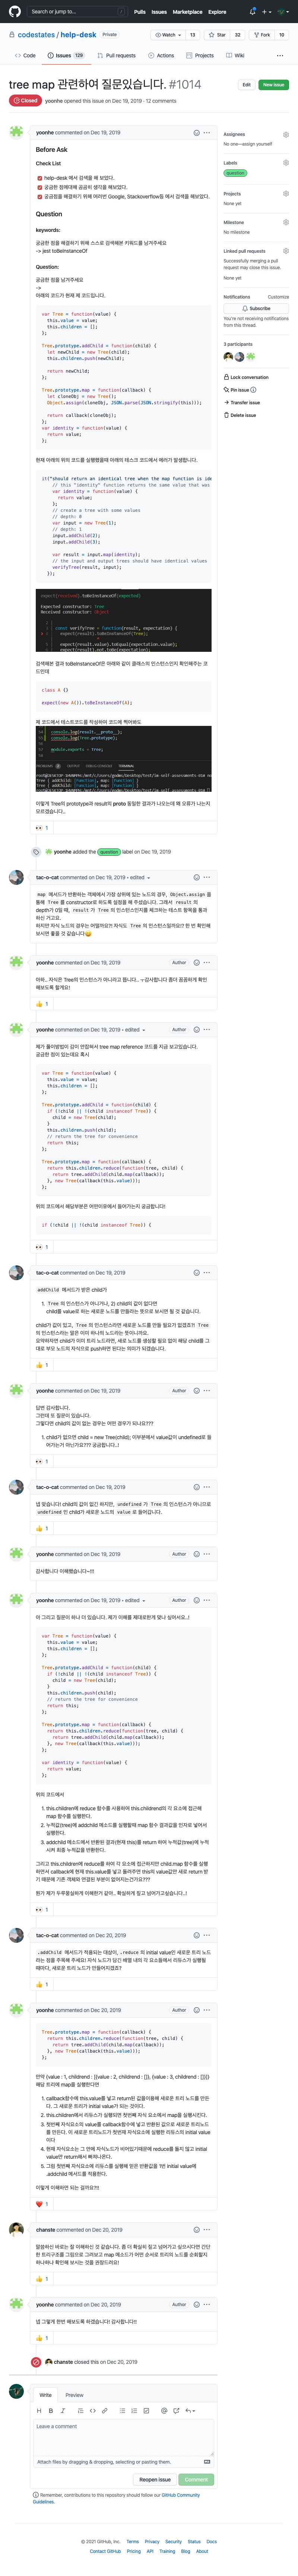 Search or jump to...
Pulls Issues Marketplace Explore
codestates / help-desk Private
Watch 13 Star 32 Fork 10
Code Issues 129 Pull requests Actions Projects Wiki
tree map 관련하여 질문있습니다. #1014
Edit New issue
Closed yoonhe opened this issue on Dec 19, 2019 · 12 comments
yoonhe commented on Dec 19, 2019
Before Ask
Check List
help-desk 에서 검색을 해 보았다.
궁금한 점에대해 곰곰히 생각을 해보았다.
궁금점을 해결하기 위해 여러번 Google, Stackoverflow등 에서 검색을 해보았다.
Question
keywords:
궁금한 점을 해결하기 위해 스스로 검색해본 키워드를 남겨주세요
-> jest toBeInstanceOf
Question:
궁금한 점을 남겨주세요
->
아래의 코드가 현재 제 코드입니다.
var Tree = function(value) {
this.value = value;
this.children = [];
};
Tree.prototype.addChild = function(child) {
let newChild = new Tree(child);
this.children.push(newChild);
return newChild;
};
Tree.prototype.map = function(callback) {
let cloneObj = new Tree();
Object.assign(cloneObj, JSON.parse(JSON.stringify(this)));
return callback(cloneObj);
};
var identity = function(value) {
return value;
};
현재 아래의 위의 코드를 실행했을때 아래의 테스크 코드에서 에러가 발생합니다.
it("should return an identical tree when the map function is ide
// this "identity" function returns the same value that was
var identity = function(value) {
return value;
};
// create a tree with some values
// depth: 0
var input = new Tree(1);
// depth: 1
input.addChild(2);
input.addChild(3);
var result = input.map(identity);
// the input and output trees should have identical values
verifyTree(result, input);
});
expect(received).toBeInstanceOf(expected)
Expected constructor: Tree
Received constructor: Object
const verifyTree = function(result, expectation) {
expect(result).toBeInstanceOf(Tree);
검색해본 결과 toBeInstanceOf은 아래와 같이 클래스의 인스턴스인지 확인해주는 코드인데
class A {}
expect(new A()).toBeInstanceOf(A);
제 코드에서 테스트코드를 작성하여 코드에 찍어봐도
console.log(result.__proto__);
console.log(Tree.prototype);
module.exports = Tree;
PROBLEMS OUTPUT DEBUG CONSOLE TERMINAL
Tree { addChild: [Function], map: [Function] }
Tree { addChild: [Function], map: [Function] }
이렇게 Tree의 prototype과 result의 proto 동일한 결과가 나오는데 왜 오류가 나는지 모르겠습니다..
1
yoonhe added the question label on Dec 19, 2019
tac-o-cat commented on Dec 19, 2019 • edited
map 메서드가 반환하는 객체에서 가장 상위에 있는 노드의 경우, Object.assign 을 통해 Tree 를 constructor로 하도록 설정을 해 주셨습니다. 그래서 result 의 depth가 0일 때, result 가 Tree 의 인스턴스인지를 체크하는 테스트 항목을 통과하신 거고요.
하지만 자식 노드의 경우는 어떨까요?! 자식도 Tree 의 인스턴스일까요!? 한 번 확인해보시면 좋을 것 같습니다
yoonhe commented on Dec 19, 2019 Author
아하.. 자식은 Tree의 인스턴스가 아니라고 뜹니다.. ㅜ감사합니다 좀더 꼼꼼하게 확인해보도록 할게요!
1
yoonhe commented on Dec 19, 2019 • edited Author
제가 풀이방법이 감이 안잡혀서 tree map reference 코드를 지금 보고있습니다.
궁금한 점이 있는데요 혹시
var Tree = function(value) {
this.value = value;
this.children = [];
};
Tree.prototype.addChild = function(child) {
if (!child || !(child instanceof Tree)) {
child = new Tree(child);
}
this.children.push(child);
// return the tree for convenience
return this;
};
Tree.prototype.map = function(callback) {
return this.children.reduce(function(tree, child) {
return tree.addChild(child.map(callback));
}, new Tree(callback(this.value)));
};
위의 코드에서 해당부분은 어떤이유에서 들어가는지 궁금합니다!
if (!child || !(child instanceof Tree)) {
1
tac-o-cat commented on Dec 19, 2019
addChild 메서드가 받은 child가
1. Tree 의 인스턴스가 아니거나, 2) child의 값이 없다면
child를 value로 하는 새로운 노드를 만들라는 뜻으로 보시면 될 것 같습니다.
child가 값이 있고, Tree 의 인스턴스라면 새로운 노드를 만들 필요가 없겠죠?! Tree 의 인스턴스라는 말은 이미 하나의 노드라는 뜻이니까요.
요약하자면 child가 이미 트리 노드라면, 새로 노드를 생성할 필요 없이 해당 child를 그대로 부모 노드의 자식으로 push하면 된다는 의미가 되겠습니다.
1
yoonhe commented on Dec 19, 2019 Author
답변 감사합니다.
그런데 또 질문이 있습니다.
그렇다면 child의 값이 없는 경우는 어떤 경우가 되나요???
1. child가 없으면 child = new Tree(child); 이부분에서 value값이 undefined로 들어가는거 아닌가요??? 궁금합니다..!
1
tac-o-cat commented on Dec 19, 2019
넵 맞습니다! child의 값이 없긴 하지만, undefined 가 Tree 의 인스턴스가 아니므로 undefined 인 child가 새로운 노드의 value 로 들어갑니다.
1
yoonhe commented on Dec 19, 2019 Author
감사합니다 이해했습니다~!!!
yoonhe commented on Dec 19, 2019 • edited Author
아 그리고 질문이 하나 더 있습니다. 제가 이해를 제대로한게 맞나 싶어서요..!
var Tree = function(value) {
this.value = value;
this.children = [];
};
Tree.prototype.addChild = function(child) {
if (!child || !(child instanceof Tree)) {
child = new Tree(child);
}
this.children.push(child);
// return the tree for convenience
return this;
};
Tree.prototype.map = function(callback) {
return this.children.reduce(function(tree, child) {
return tree.addChild(child.map(callback));
}, new Tree(callback(this.value)));
};
var identity = function(value) {
return value;
};
위의 코드에서
1. this.children에 reduce 함수를 사용하여 this.children의 각 요소에 접근해 map 함수를 실행한다.
2. 누적값(tree)에 addchild 메소드를 실행할때 map 함수 결과값을 인자로 넣어서 실행한다.
3. addchild 메소드에서 반환된 결과(현재 this)를 return 하여 누적값(tree)에 누적시켜 최종 누적값을 반환한다.
그리고 this.children에 reduce를 하여 각 요소에 접근하지만 child.map 함수를 실행하면서 callback에 현재 this.value를 넣고 돌려주면 this의 value값만 새로 return 받기 때문에 기존 객체와 연결된 부분이 없어지는건가요???
뭔가 제가 두루뭉실하게 이해한거 같아.. 확실하게 짚고 넘어가고싶습니다..!
1
tac-o-cat commented on Dec 20, 2019
.addChild 메서드가 적용되는 대상이, .reduce 의 initial value인 새로운 트리 노드라는 점을 주목해 주세요! 자식 노드가 담긴 배열 내의 각 요소들에서 리듀스가 실행될 때마다, 새로운 트리 노드가 만들어지겠죠?
1
yoonhe commented on Dec 20, 2019 Author
Tree.prototype.map = function(callback) {
return this.children.reduce(function(tree, child) {
return tree.addChild(child.map(callback));
}, new Tree(callback(this.value)));
};
만약 {value : 1, childrend : [{value : 2, childrend : []}, {value : 3, childrend : []}]} 해당 트리에 map을 실행한다면
1. callback함수에 this.value를 넣고 return된 값들이용해 새로운 트리 노드를 만든다. 그 새로운 트리가 initial value가 되는 것이다.
2. this.children에서 리듀스가 실행되면 첫번째 자식 요소에서 map을 실행시킨다.
3. 첫번째 자식요소의 value를 callback함수에 넣고 반환된 값으로 새로운 트리노드를 만든다. 이 새로운 트리노드가 첫번째 자식요소에 실행한 리듀스의 initial value이다
4. 현재 자식요소는 그 안에 자식노드가 비어있기때문에 reduce를 돌지 않고 initial value만 return해서 빠져나온다.
5. 그럼 첫번째 자식요소에 리듀스를 실행해 받은 반환값을 1번 initial value에 .addchild 메서드를 적용한다.
이렇게 이해하면 되는 걸까요?!!
1
chanste commented on Dec 20, 2019
말씀하신 바로는 잘 이해하신 것 같습니다. 좀 더 확실히 짚고 넘어가고 싶으시다면 간단한 트리구조를 그림으로 그려보고 map 메소드가 어떤 순서로 트리의 노드를 순회할지 하나하나 확인해 보시는 것을 권장드려요!
1
yoonhe commented on Dec 20, 2019 Author
넵 그렇게 한번 해보도록 하겠습니다! 감사합니다!!
1
chanste closed this on Dec 20, 2019
Write Preview
Leave a comment
Attach files by dragging & dropping, selecting or pasting them.
Reopen issue Comment
Remember, contributions to this repository should follow our GitHub Community Guidelines.
Assignees
No one—assign yourself
Labels
question
Projects
None yet
Milestone
No milestone
Linked pull requests
Successfully merging a pull request may close this issue.
None yet
Notifications Customize
Subscribe
You're not receiving notifications from this thread.
3 participants
Lock conversation
Pin issue
Transfer issue
Delete issue
© 2021 GitHub, Inc. Terms Privacy Security Status Docs
Contact GitHub Pricing API Training Blog About